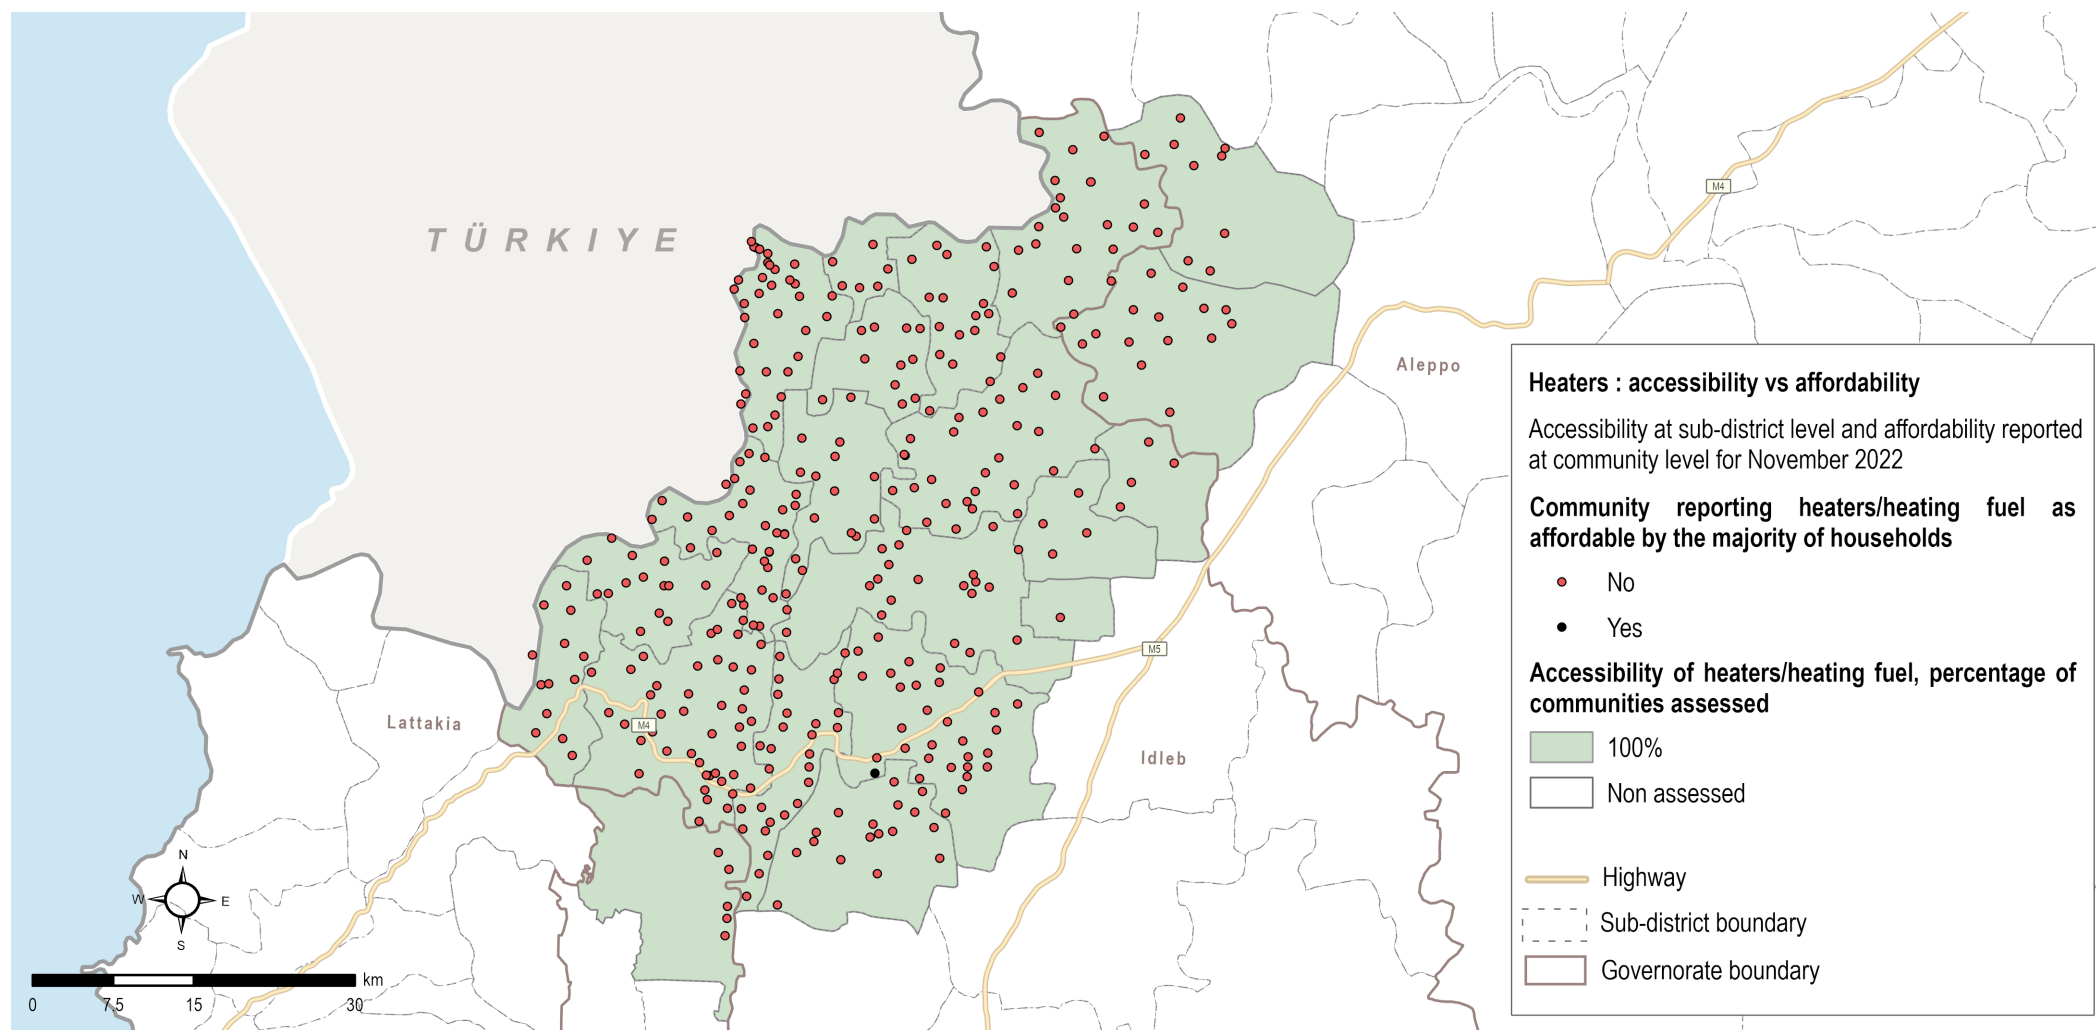 TÜRKIYE
M4
Aleppo
M5
Lattakia
M4
Idleb
N
W
E
S
km
0 7.5 15 30
Heaters : accessibility vs affordability
Accessibility at sub-district level and affordability reported
at community level for November 2022
Community reporting heaters/heating fuel as
affordable by the majority of households
No
Yes
Accessibility of heaters/heating fuel, percentage of
communities assessed
100%
Non assessed
Highway
Sub-district boundary
Governorate boundary